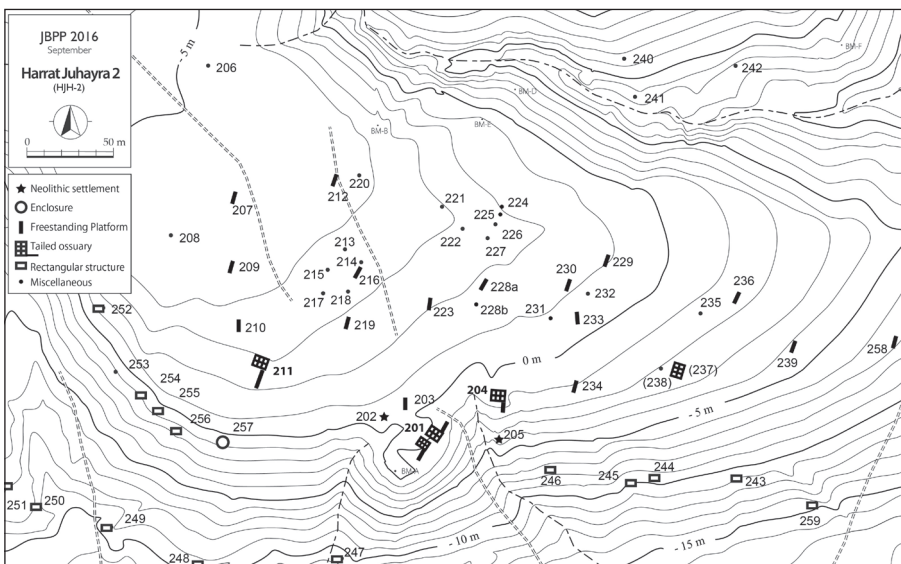 JBPP 2016
September
Harrat Juhayra 2
(HJH-2)
0 50 m
Neolithic settlement
Enclosure
Freestanding Platform
Tailed ossuary
Rectangular structure
Miscellaneous
-5 m
206
240
242
BM-F
241
BM-D
BM-E
BM-B
220
212
207
221
224
225
226
222
227
208
213
214
215
216
209
217
218
219
210
223
228a
228b
230
229
232
231
233
236
235
252
0 m
211
253
254
255
256
257
202
203
204
201
205
234
(238)
(237)
239
258
- 5 m
BM-A
246
245
244
243
259
251
250
249
248
247
- 10 m
- 15 m